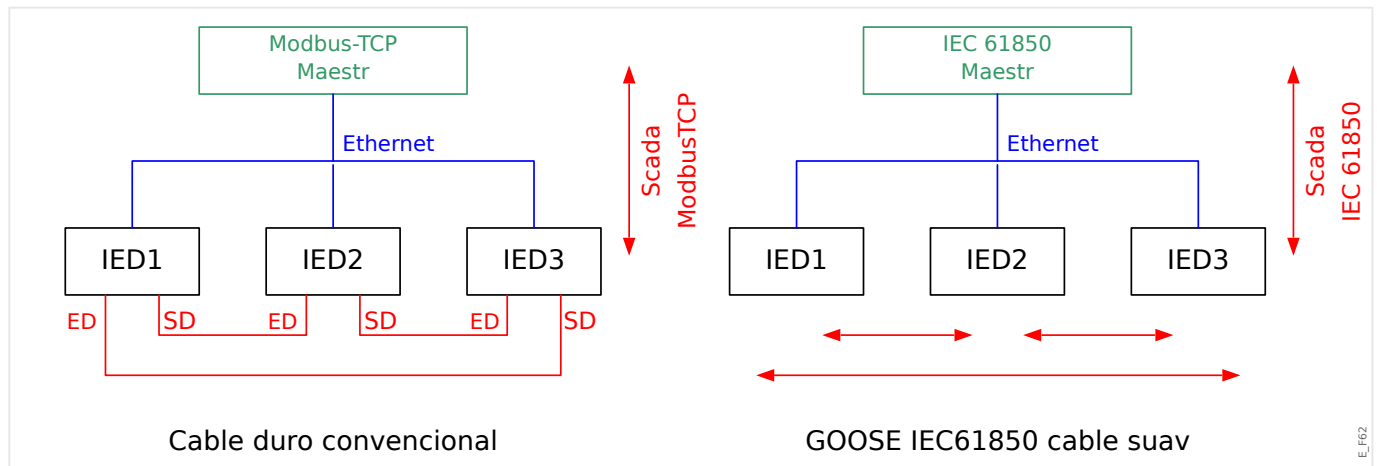 Modbus-TCP
Maestr
Ethernet
Scada
ModbusTCP
IED1
IED2
IED3
ED
SD
ED
SD
ED
SD
Cable duro convencional
IEC 61850
Maestr
Ethernet
Scada
IEC 61850
IED1
IED2
IED3
GOOSE IEC61850 cable suav
E_F62